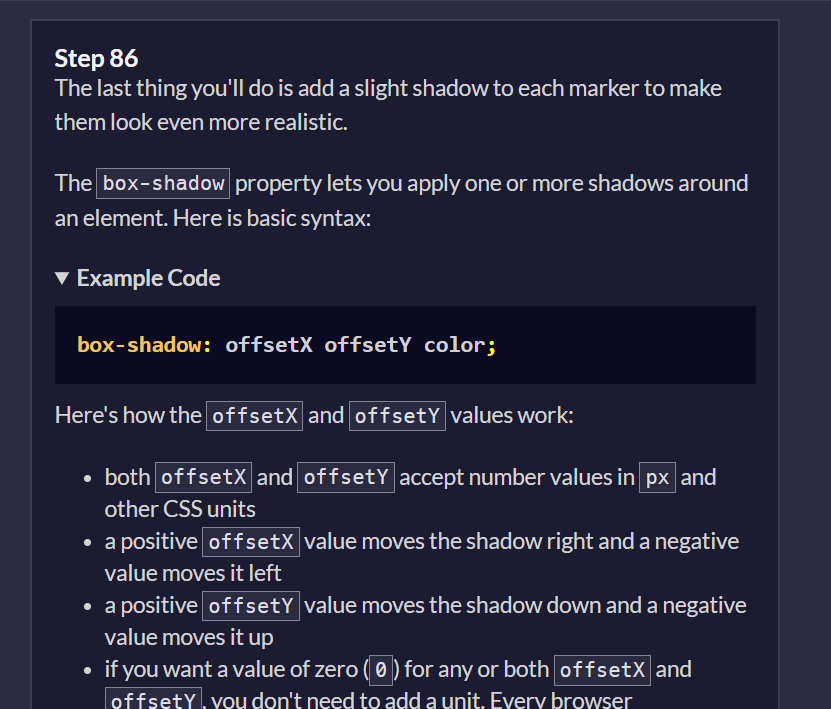 Step 86
The last thing you'll do is add a slight shadow to each marker to make
them look even more realistic.
The box-shadow property lets you apply one or more shadows around
an element. Here is basic syntax:
▼ Example Code
box-shadow: offsetX offsetY color;
Here's how the offsetX and offsetY values work:
• both offsetX and offsetY accept number values in px and
other CSS units
• a positive offsetX value moves the shadow right and a negative
value moves it left
• a positive offsetY value moves the shadow down and a negative
value moves it up
• if you want a value of zero (0) for any or both offsetX and
offsetY, you don't need to add a unit. Every browser